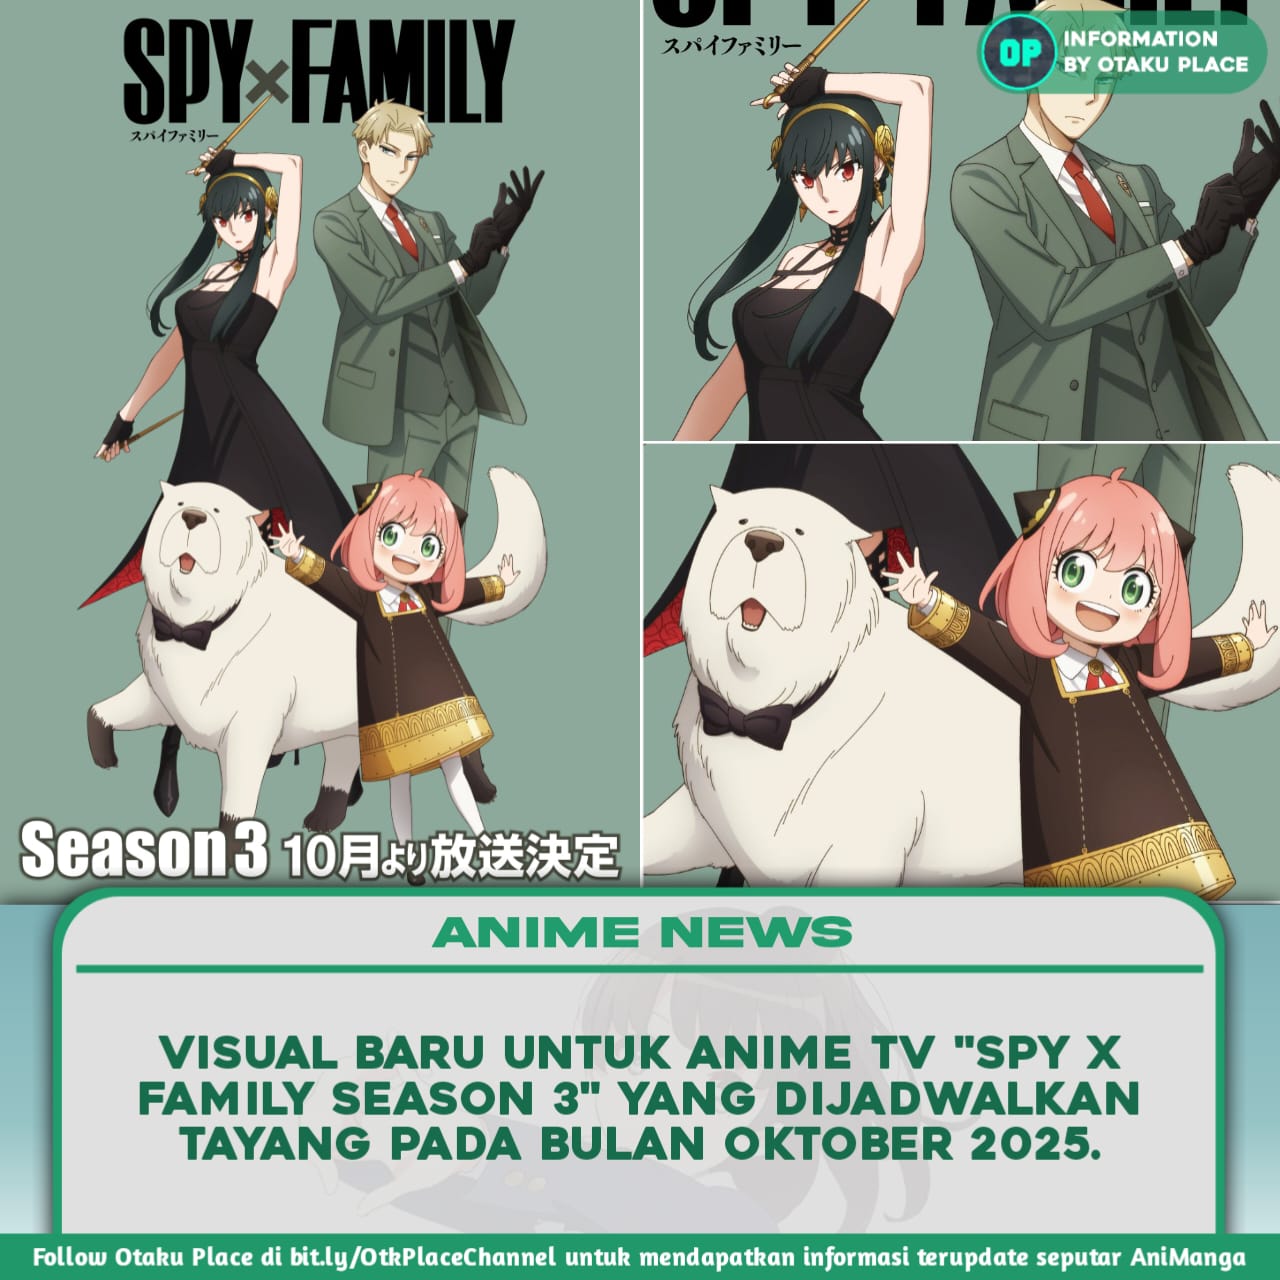 SPY×FAMILY
スパイファミリー
スパイファミリー
OP
INFORMATION
BY OTAKU PLACE
Season3 10月より放送決定
ANIME NEWS
VISUAL BARU UNTUK ANIME TV "SPY X
FAMILY SEASON 3" YANG DIJADWALKAN
TAYANG PADA BULAN OKTOBER 2025.
Follow Otaku Place di bit.ly/OtkPlaceChannel untuk mendapatkan informasi terupdate seputar AniManga